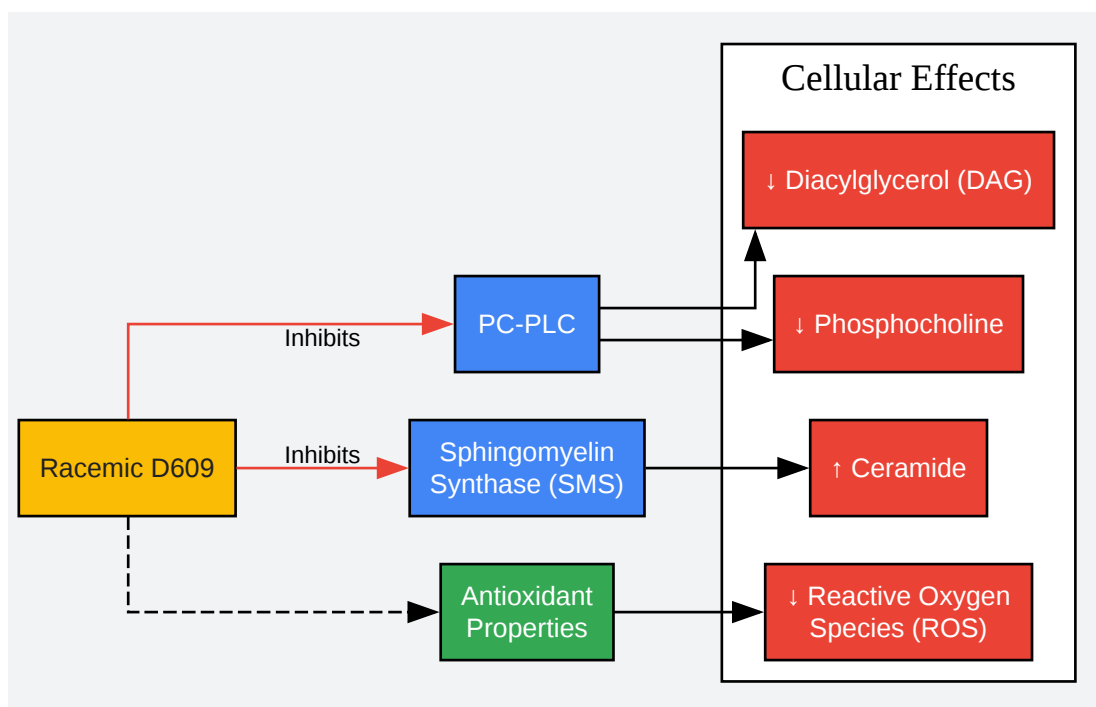 Cellular Effects
↓ Diacylglycerol (DAG)
PC-PLC
↓ Phosphocholine
Inhibits
Racemic D609
Inhibits
Sphingomyelin
Synthase (SMS)
↑ Ceramide
Antioxidant
Properties
↓ Reactive Oxygen
Species (ROS)